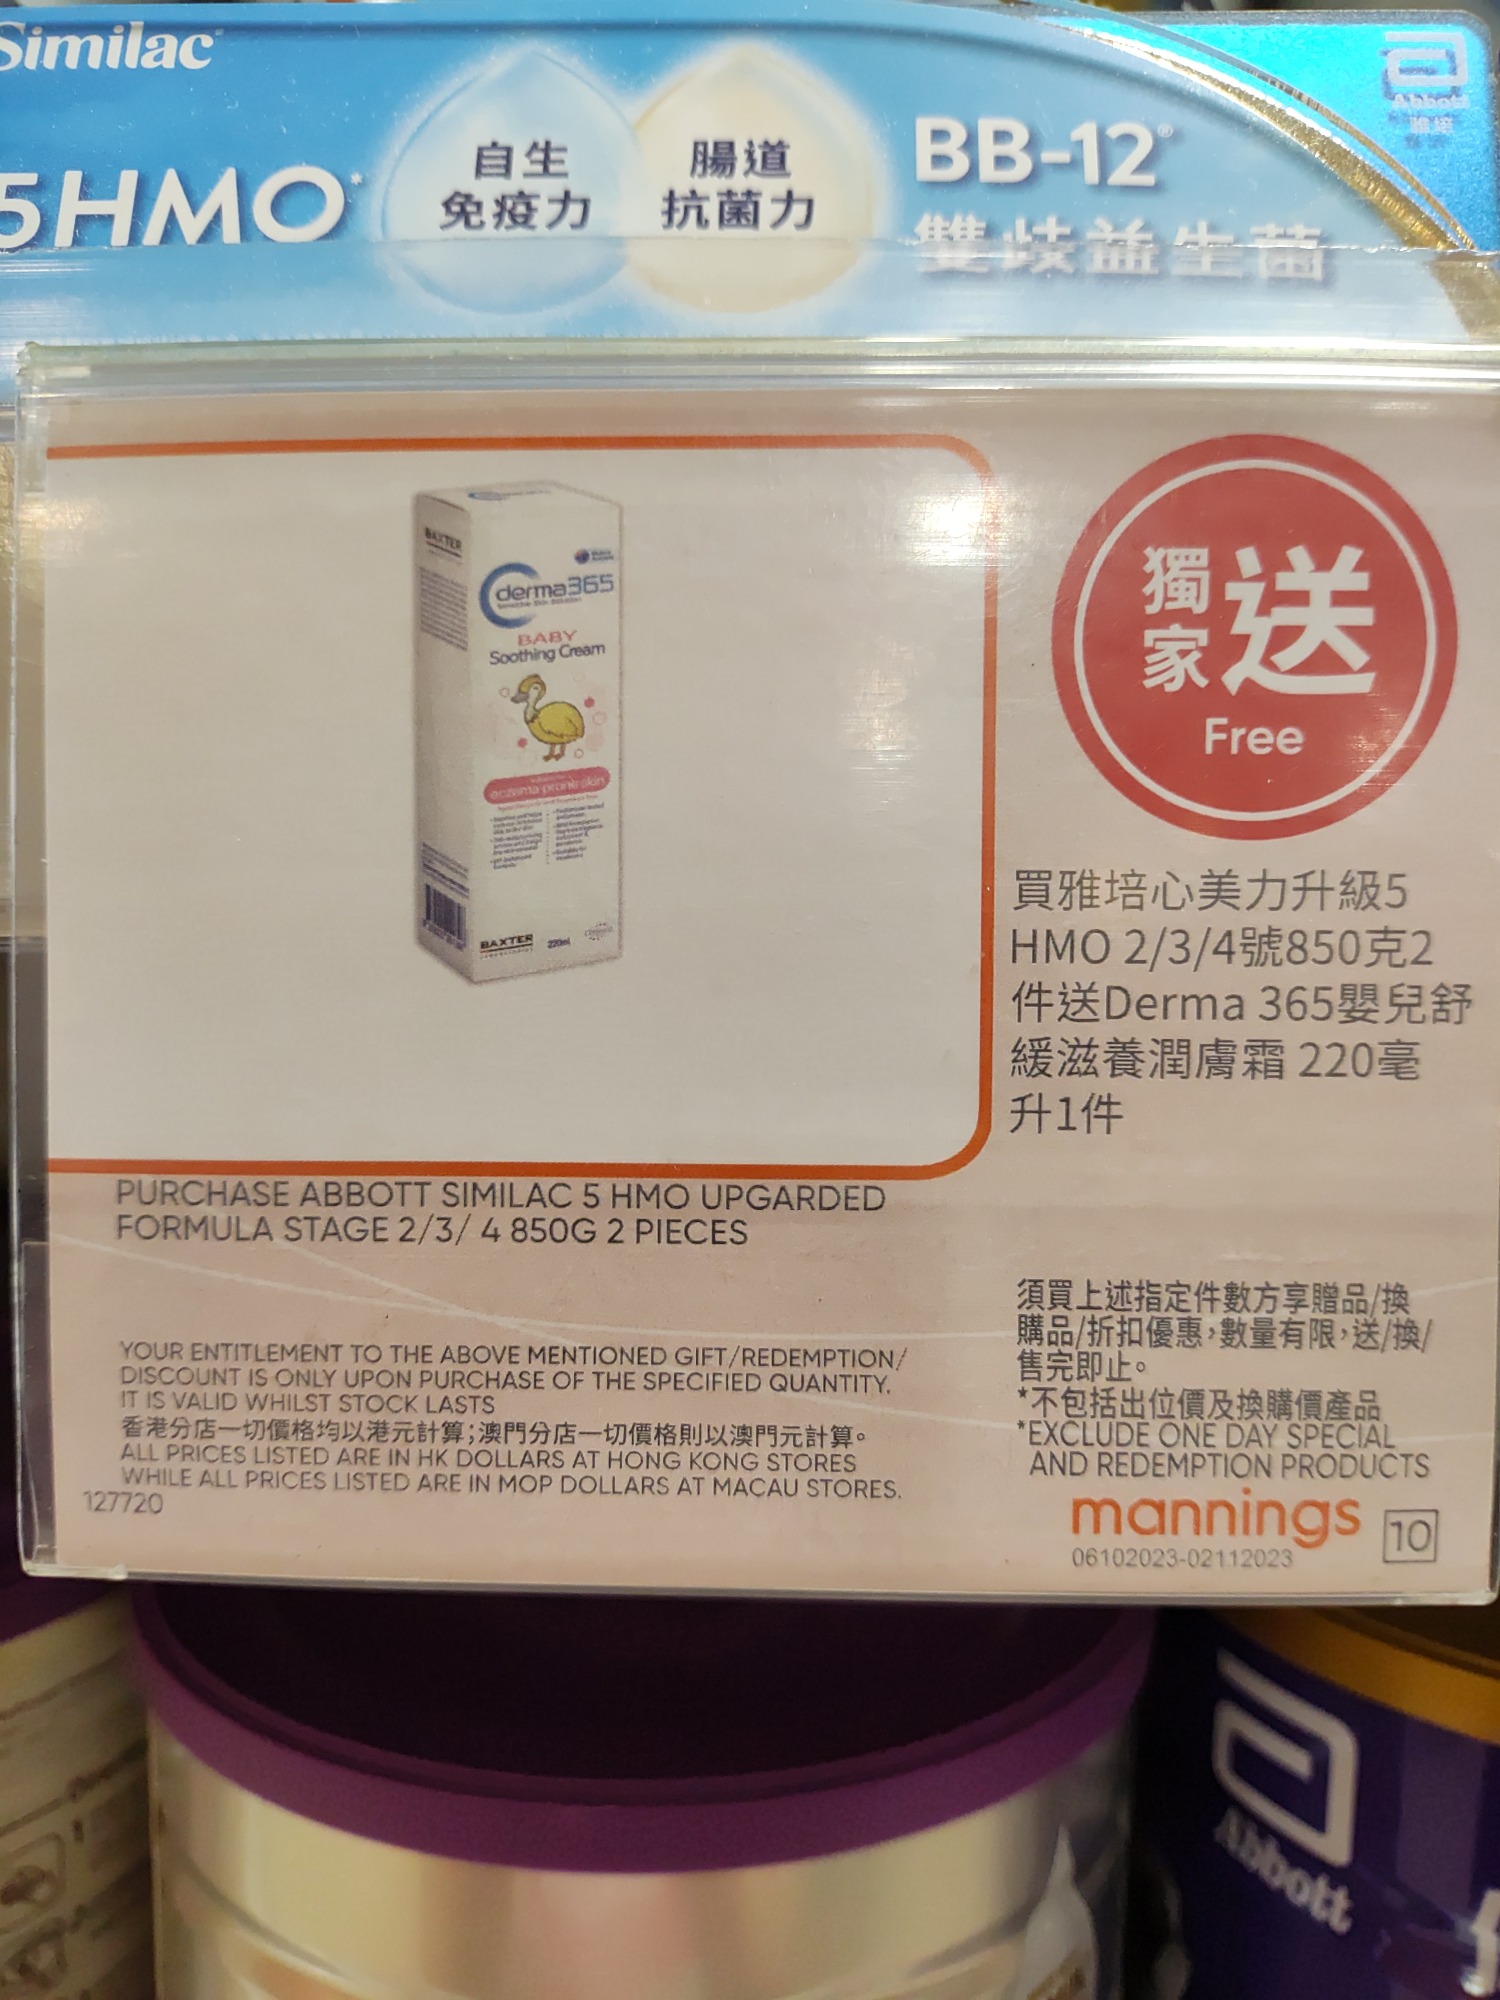 Similac
5HMO*
自生
免疫力
腸道
抗菌力
BB-12®
雙歧益生菌
Abbott
雅培
BAXTER
derma365
BABY
Soothing Cream
eczema prone skin
BAXTER
220ml
獨家送
Free
買雅培心美力升級5
HMO 2/3/4號850克2
件送Derma 365嬰兒舒
緩滋養潤膚霜 220毫
升1件
PURCHASE ABBOTT SIMILAC 5 HMO UPGARDED
FORMULA STAGE 2/3/ 4 850G 2 PIECES
YOUR ENTITLEMENT TO THE ABOVE MENTIONED GIFT/REDEMPTION/
DISCOUNT IS ONLY UPON PURCHASE OF THE SPECIFIED QUANTITY.
IT IS VALID WHILST STOCK LASTS
香港分店一切價格均以港元計算;澳門分店一切價格則以澳門元計算。
ALL PRICES LISTED ARE IN HK DOLLARS AT HONG KONG STORES
WHILE ALL PRICES LISTED ARE IN MOP DOLLARS AT MACAU STORES.
127720
須買上述指定件數方享贈品/換
購品/折扣優惠,數量有限,送/換/
售完即止。
*不包括出位價及換購價產品
*EXCLUDE ONE DAY SPECIAL
AND REDEMPTION PRODUCTS
mannings
10
06102023-02112023
Abbott